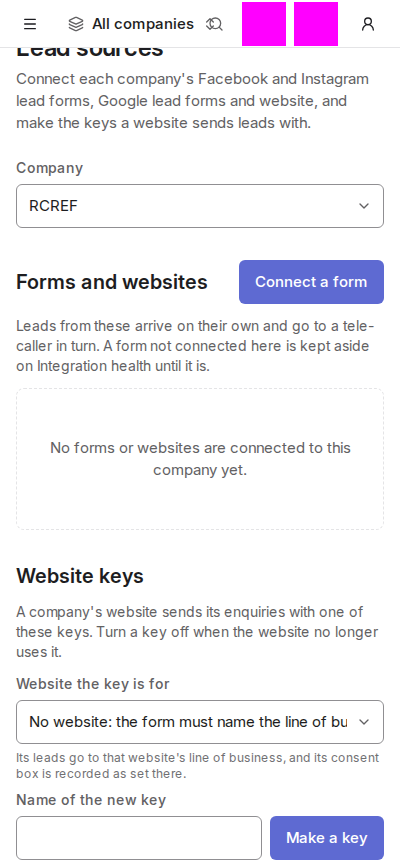 All companies
Lead sources
Connect each company's Facebook and Instagram
lead forms, Google lead forms and website, and
make the keys a website sends leads with.
Company
RCREF
Forms and websites
Connect a form
Leads from these arrive on their own and go to a tele-
caller in turn. A form not connected here is kept aside
on Integration health until it is.
No forms or websites are connected to this
company yet.
Website keys
A company's website sends its enquiries with one of
these keys. Turn a key off when the website no longer
uses it.
Website the key is for
No website: the form must name the line of bu
Its leads go to that website's line of business, and its consent
box is recorded as set there.
Name of the new key
Make a key